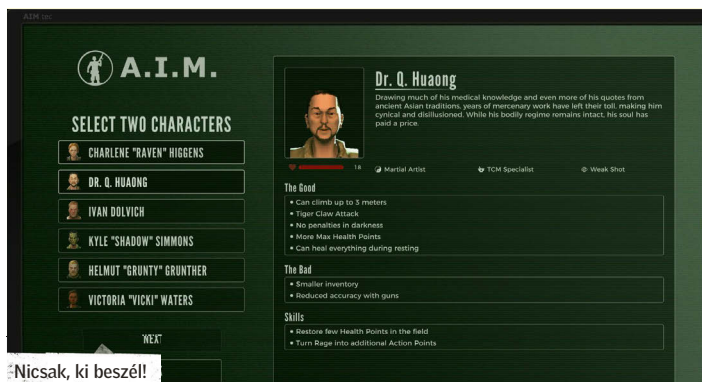 AIM.tec
A.I.M.
SELECT TWO CHARACTERS
CHARLENE "RAVEN" HIGGENS
DR. Q. HUAONG
IVAN DOLVICH
KYLE "SHADOW" SIMMONS
HELMUT "GRUNTY" GRUNTHER
VICTORIA "VICKI" WATERS
NEXT
Dr. Q. Huaong
Drawing much of his medical knowledge and even more of his quotes from
ancient Asian traditions, years of mercenary work have left their toll, making him
cynical and disillusioned. While his bodily regime remains intact, his soul has
paid a price.
18
Martial Artist
TCM Specialist
Weak Shot
The Good
• Can climb up to 3 meters
• Tiger Claw Attack
• No penalties in darkness
• More Max Health Points
• Can heal everything during resting
The Bad
• Smaller inventory
• Reduced accuracy with guns
Skills
• Restore few Health Points in the field
• Turn Rage into additional Action Points
Nicsak, ki beszél!